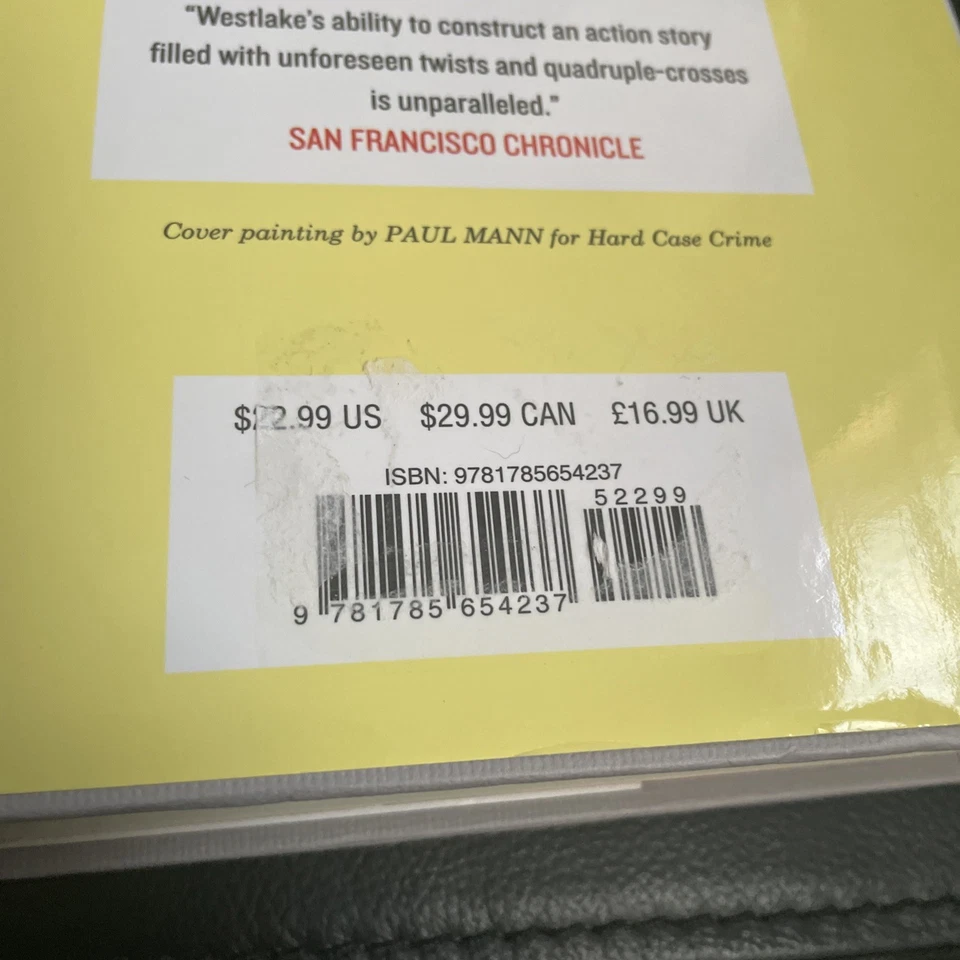 "Westlake's ability to construct an action story
filled with unforeseen twists and quadruple-crosses
is unparalleled."
SAN FRANCISCO CHRONICLE
Cover painting by PAUL MANN for Hard Case Crime
$22.99 US $29.99 CAN £16.99 UK
ISBN: 9781785654237
52299
9 781785 654237